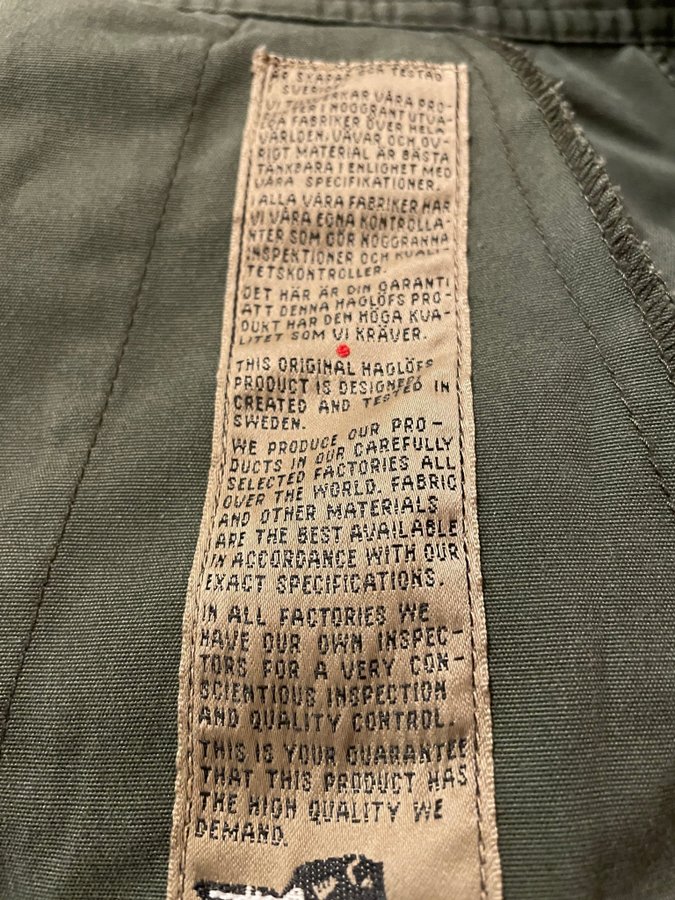 ÄR SKAPAD OCH TESTAD
SVERIGE.
VERKAR VÅRA PRO-
VI TER I NOGGRANT UTVA
DA FABRIKER ÖVER HELA
VÄRLDEN. VÄVAR OCH ÖV-
RIGT MATERIAL ÄR BÄSTA
TÄNKBARA I ENLIGHET MED
VÅRA SPECIFIKATIONER.
I ALLA VÅRA FABRIKER HAR
VI VÅRA EGNA KONTROLLA
NTER SOM GÖR NOGGRANNA
INSPEKTIONER OCH KVALI
TETSKONTROLLER.
DET HÄR ÄR DIN GARANTI
ATT DENNA HAGLÖFS PRO-
DUKT HAR DEN HÖGA KVA-
LITET SOM VI KRÄVER.
THIS ORIGINAL HAGLÖFS
PRODUCT IS DESIGNED IN
CREATED AND TESTED
SWEDEN.
WE PRODUCE OUR PRO-
DUCTS IN OUR CAREFULLY
SELECTED FACTORIES ALL
OVER THE WORLD. FABRIC
AND OTHER MATERIALS
ARE THE BEST AVAILABLE
IN ACCORDANCE WITH OUR
EXACT SPECIFICATIONS.
IN ALL FACTORIES WE
HAVE OUR OWN INSPEC-
TORS FOR A VERY CON-
SCIENTIOUS INSPECTION
AND QUALITY CONTROL.
THIS IS YOUR GUARANTEE
THAT THIS PRODUCT HAS
THE HIGH QUALITY WE
DEMAND.